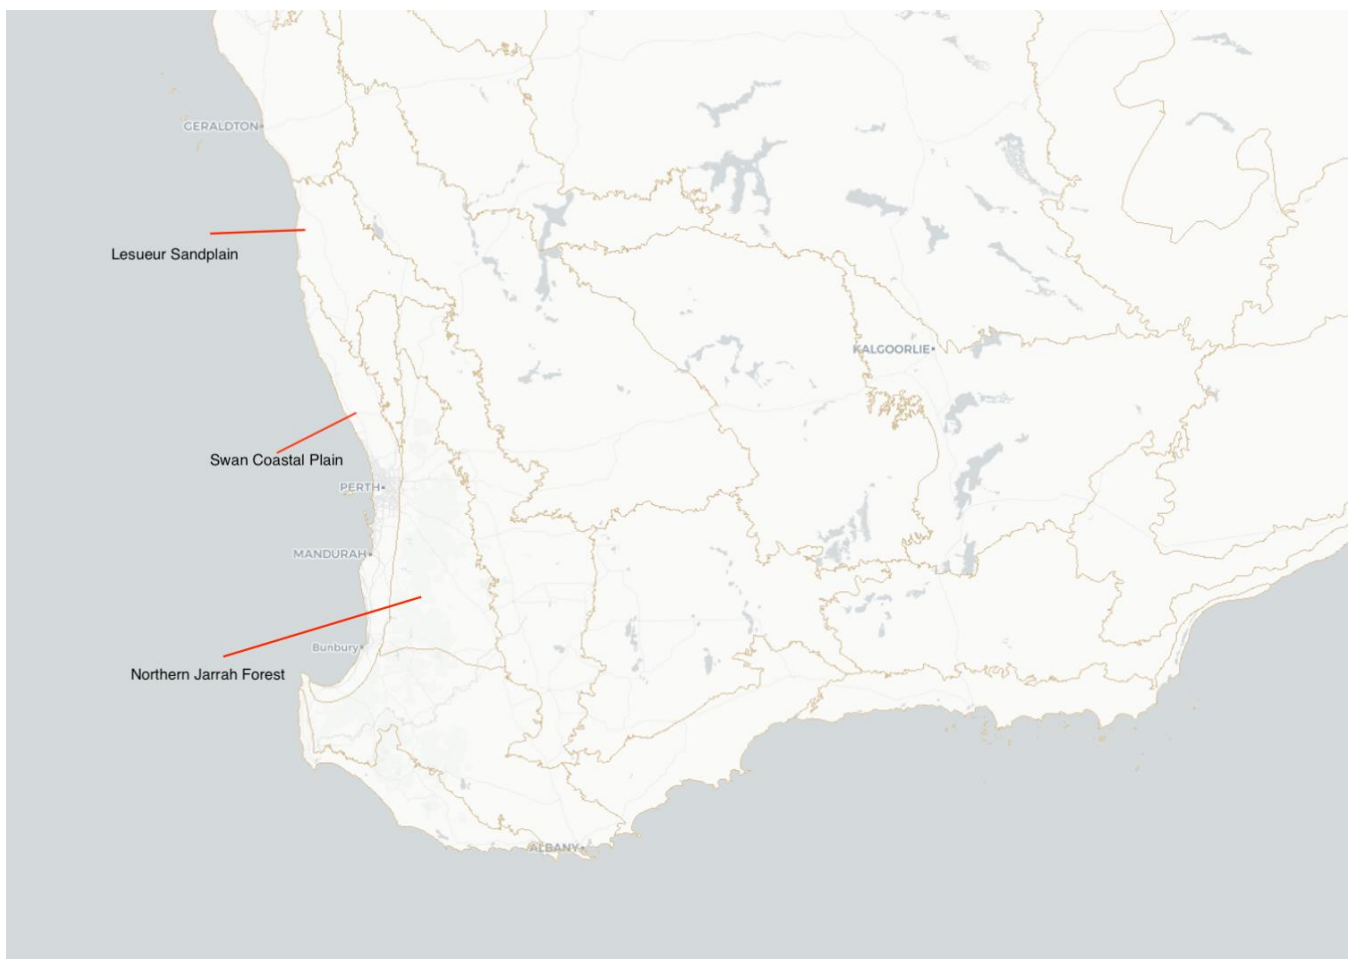 GERALDTON
Lesueur Sandplain
KALGOORLIE
Swan Coastal Plain
PERTH
MANDURAH
Bunbury
Northern Jarrah Forest
ALBANY